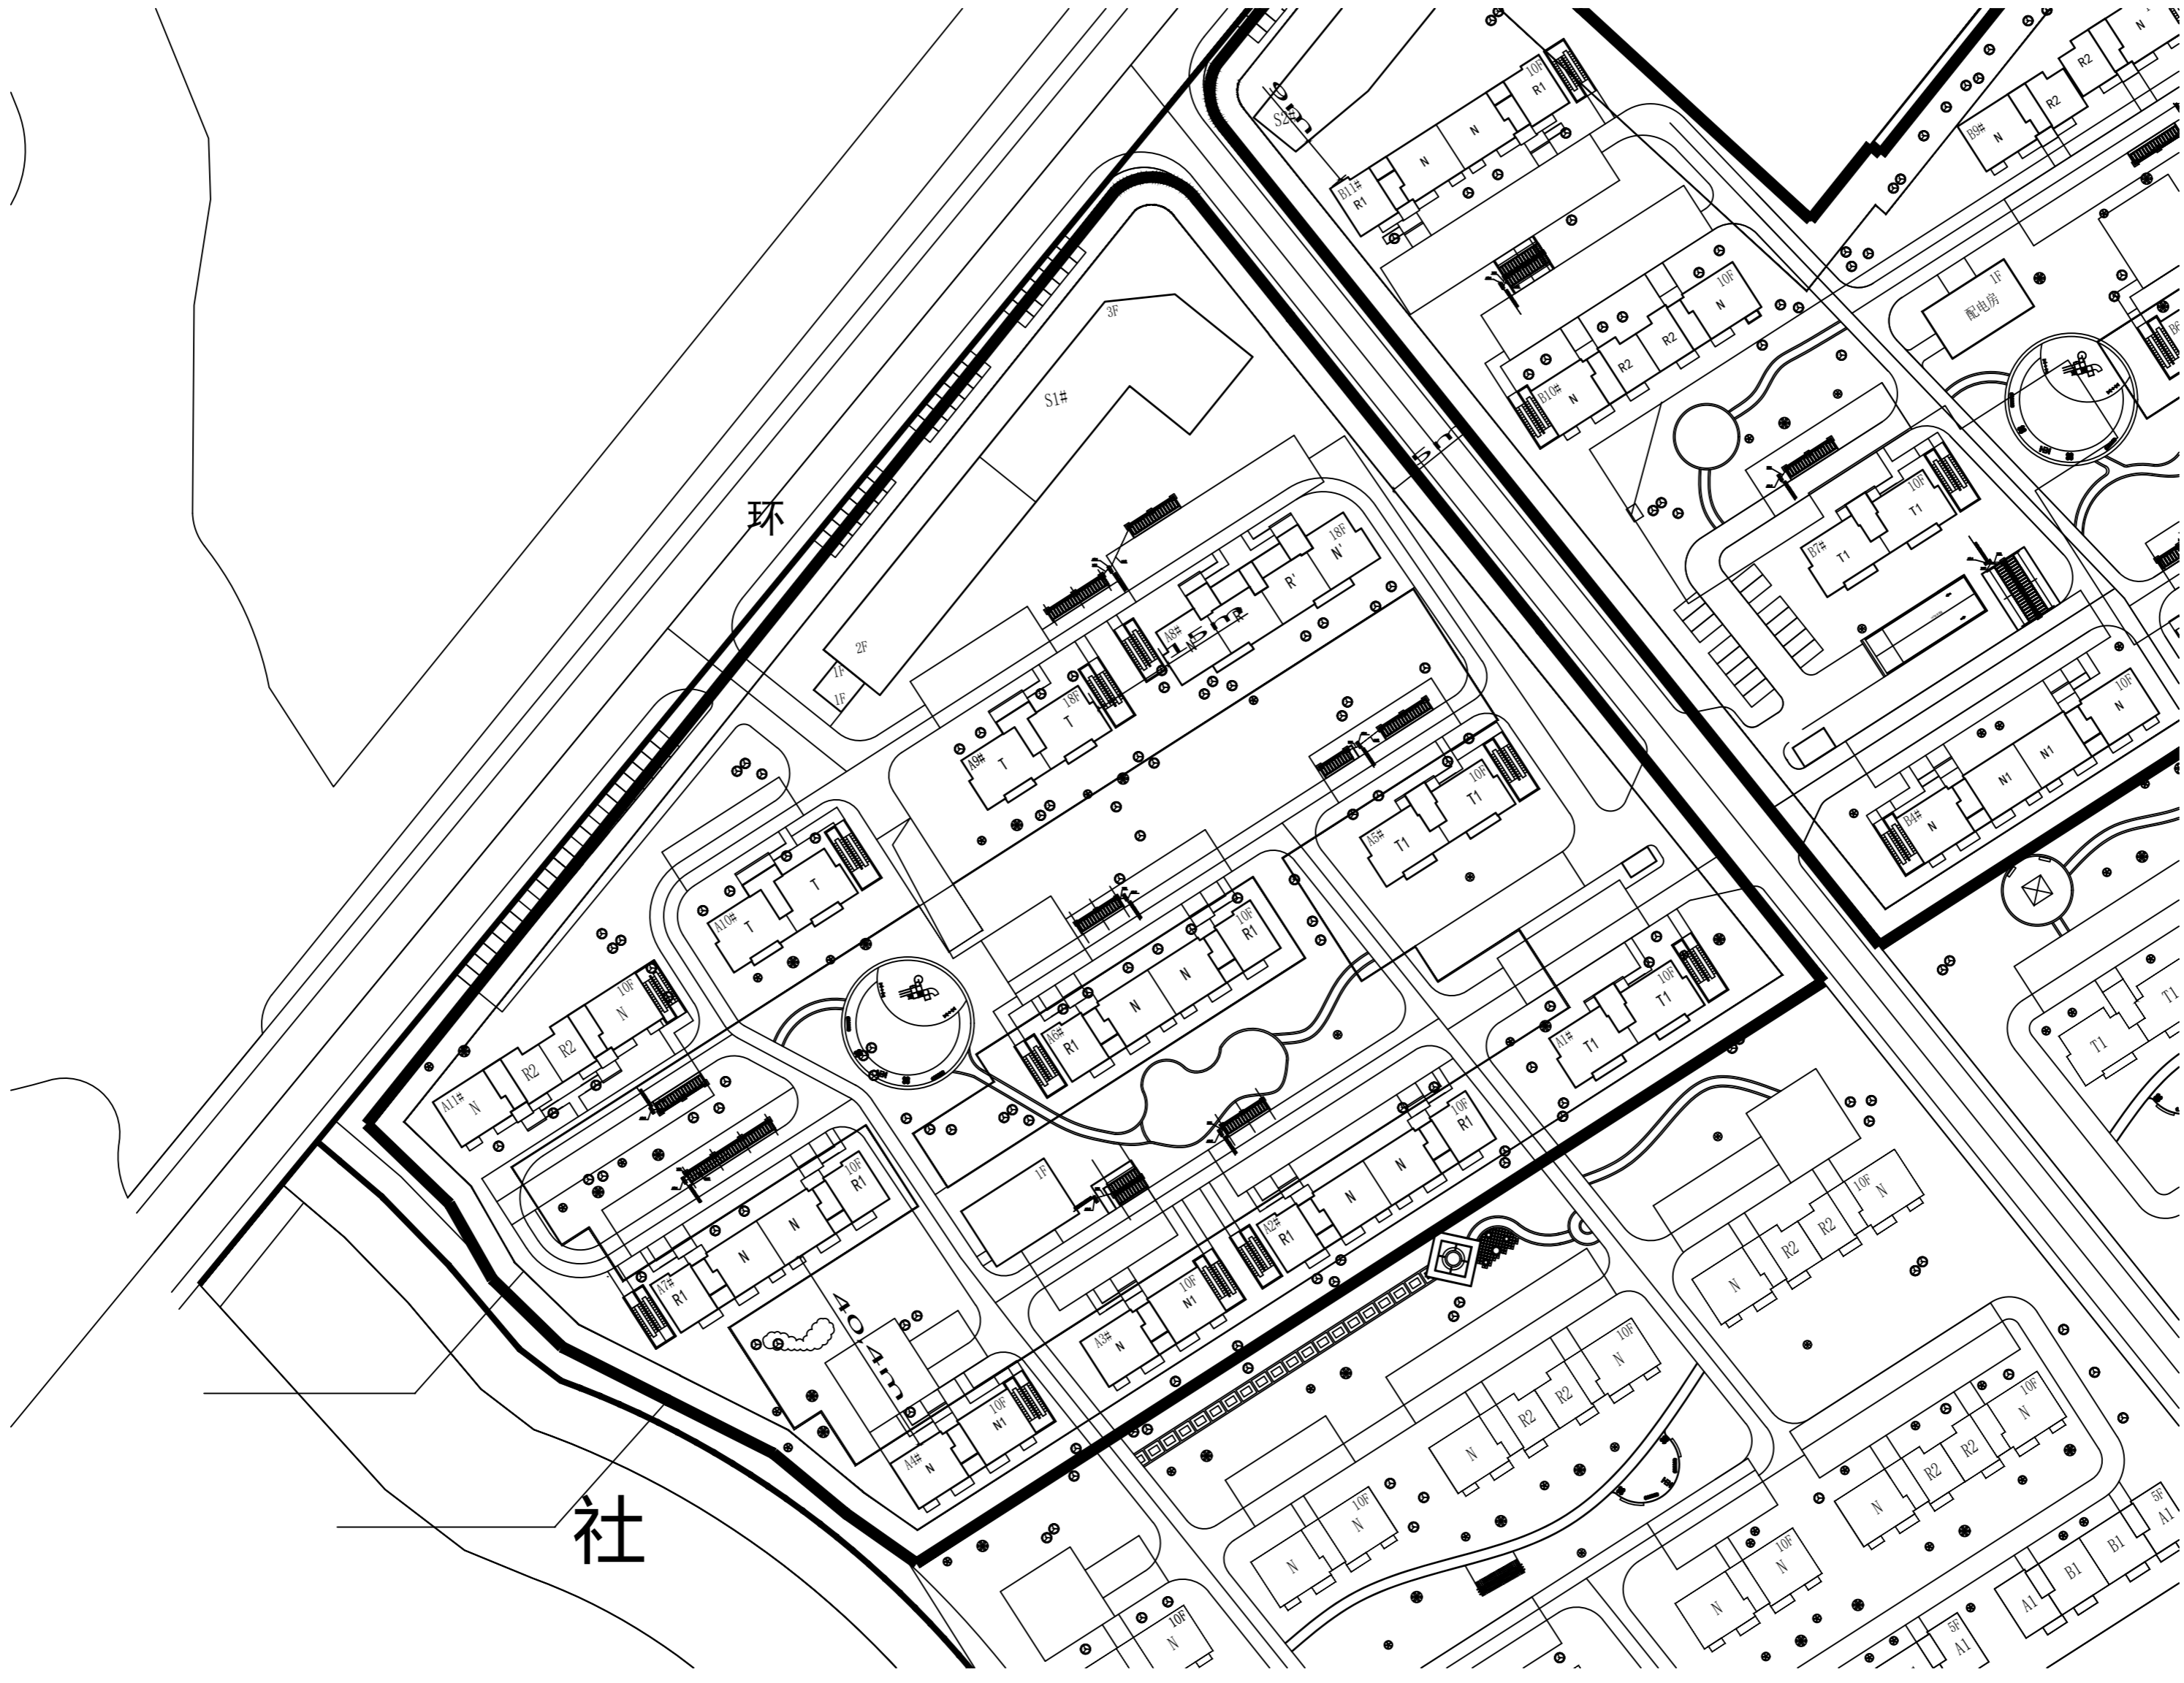 S2#
10F
R1
N
N
B11#
R1
N
R2
R2
B9#
N
10F
N
R2
R2
B10#
N
1F
配电房
3F
S1#
2F
1F
1F
环
18F
N'
R'
A8#
15m
N
R
18F
T
A9#
T
10F
T1
B7#
T1
10F
N
N1
N1
B4#
N
10F
T1
A5#
T1
T
A10#
T
10F
R1
N
N
A6#
R1
10F
N
R2
R2
A11#
N
10F
T1
A1#
T1
10F
R1
N
N
A2#
R1
10F
R1
N
N
A7#
R1
1F
10F
N1
A3#
N
40.4m
10F
N1
A4#
N
社
T1
T1
10F
N
R2
R2
N
10F
N
R2
R2
N
10F
N
N
10F
N
R2
R2
N
10F
N
N
10F
N
5F
A1
B1
B1
A1
5F
A1